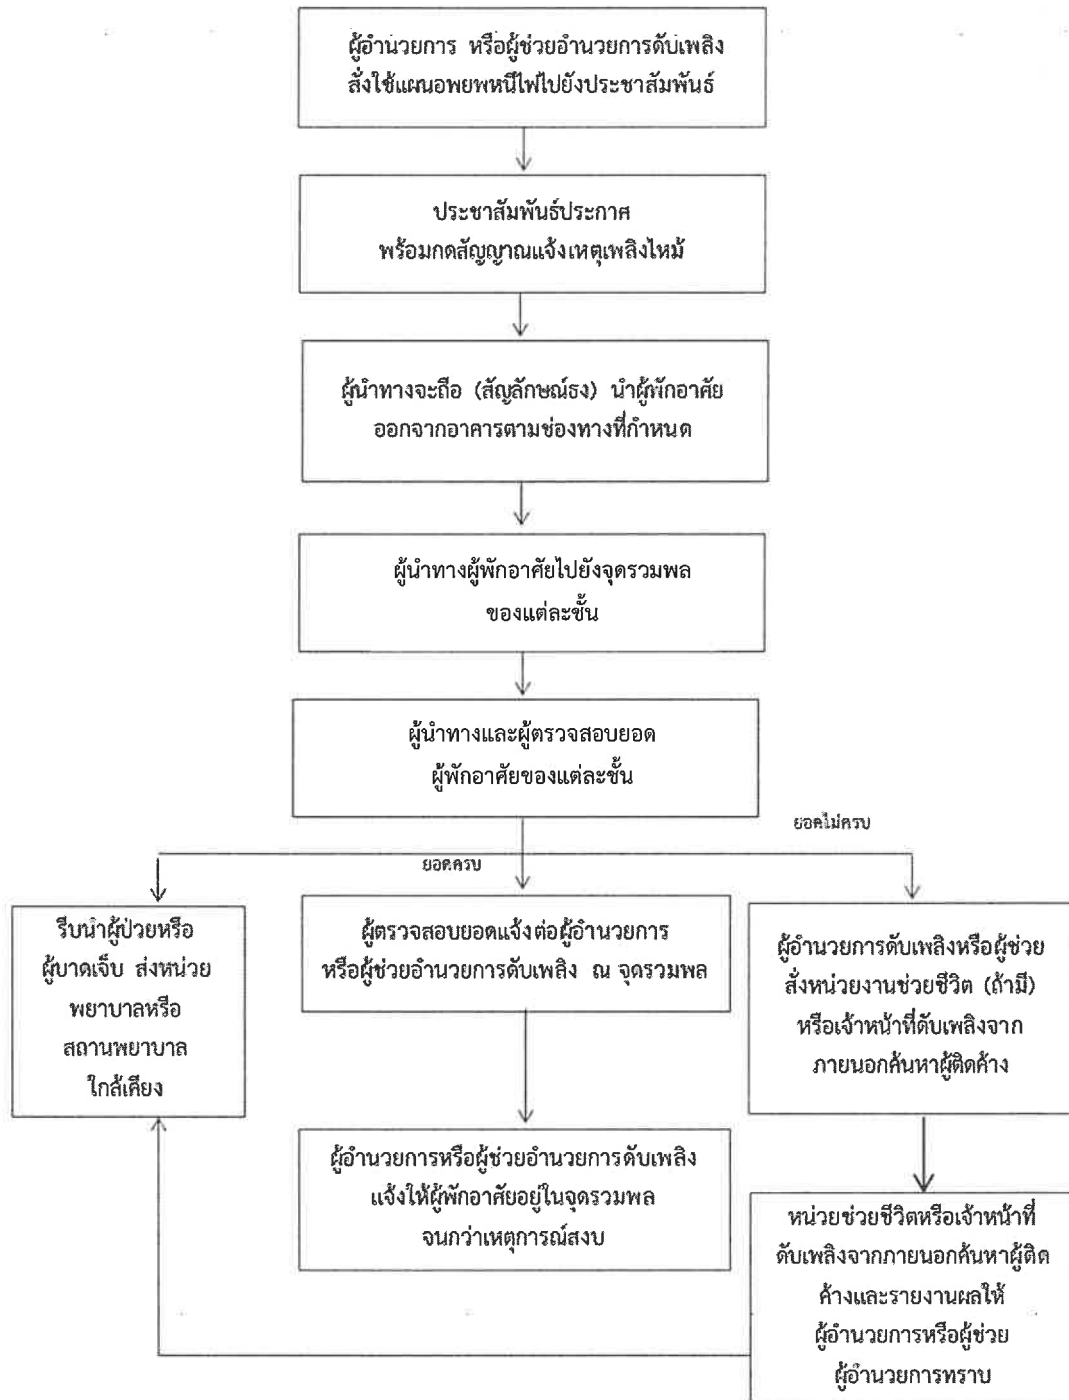 ผู้อำนวยการ หรือผู้ช่วยอำนวยการดับเพลิง
สั่งใช้แผนอพยพหนีไฟไปยังประชาสัมพันธ์
ประชาสัมพันธ์ประกาศ
พร้อมกดสัญญาณแจ้งเหตุเพลิงไหม้
ผู้นำทางจะถือ (สัญลักษณ์ธง) นำผู้พักอาศัย
ออกจากอาคารตามช่องทางที่กำหนด
ผู้นำทางผู้พักอาศัยไปยังจุดรวมพล
ของแต่ละชั้น
ผู้นำทางและผู้ตรวจสอบยอด
ผู้พักอาศัยของแต่ละชั้น
ยอดไม่ครบ
ยอดครบ
รีบนำผู้ป่วยหรือ
ผู้บาดเจ็บ ส่งหน่วย
พยาบาลหรือ
สถานพยาบาล
ใกล้เคียง
ผู้ตรวจสอบยอดแจ้งต่อผู้อำนวยการ
หรือผู้ช่วยอำนวยการดับเพลิง ณ จุดรวมพล
ผู้อำนวยการดับเพลิงหรือผู้ช่วย
สั่งหน่วยงานช่วยชีวิต (ถ้ามี)
หรือเจ้าหน้าที่ดับเพลิงจาก
ภายนอกค้นหาผู้ติดค้าง
ผู้อำนวยการหรือผู้ช่วยอำนวยการดับเพลิง
แจ้งให้ผู้พักอาศัยอยู่ในจุดรวมพล
จนกว่าเหตุการณ์สงบ
หน่วยช่วยชีวิตหรือเจ้าหน้าที่
ดับเพลิงจากภายนอกค้นหาผู้ติด
ค้างและรายงานผลให้
ผู้อำนวยการหรือผู้ช่วย
ผู้อำนวยการทราบ